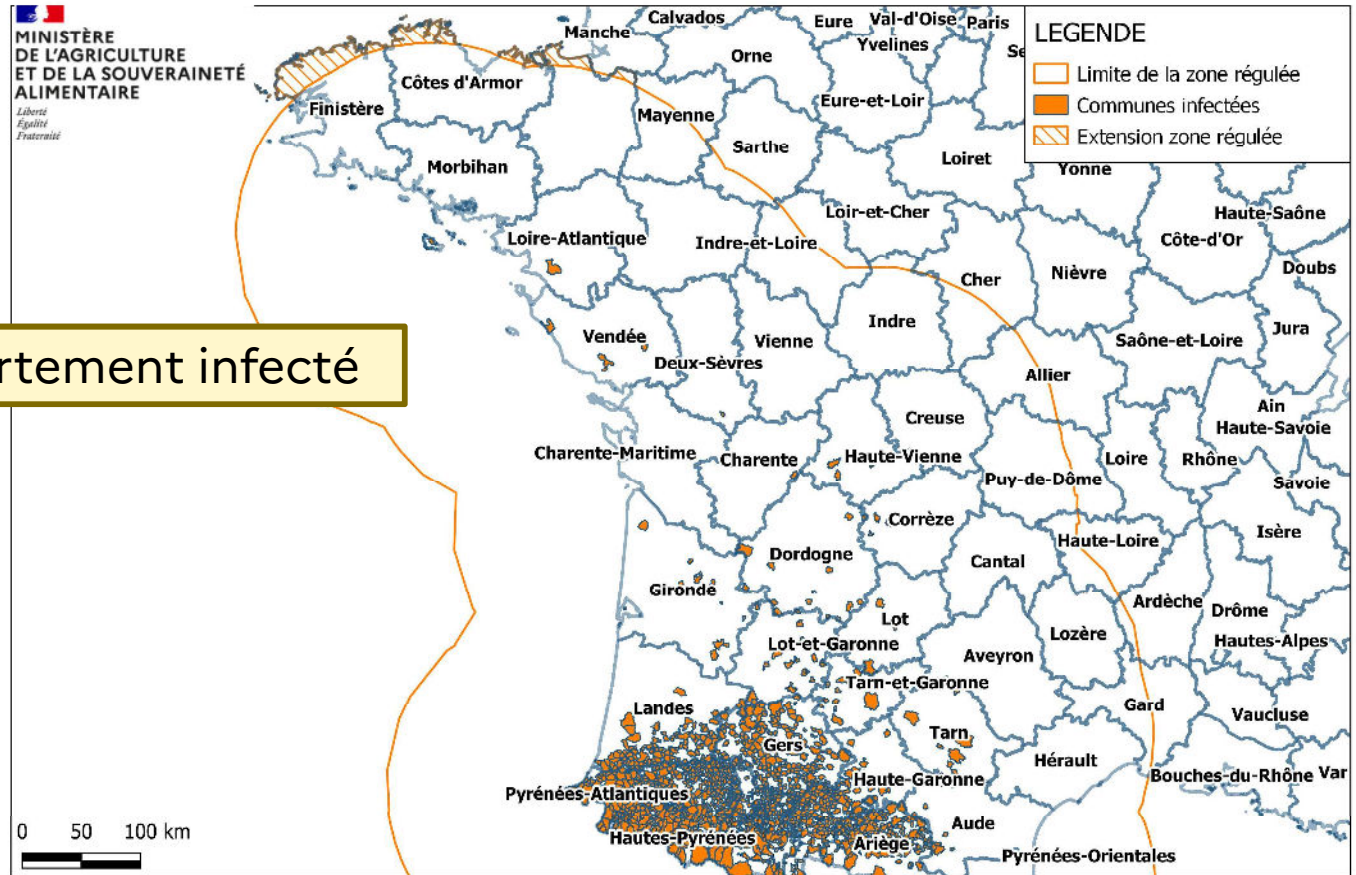 MINISTÈRE
DE L'AGRICULTURE
ET DE LA SOUVERAINETÉ
ALIMENTAIRE
Liberté
Égalité
Fraternité
LEGENDE
Limite de la zone régulée
Communes infectées
Extension zone régulée
Manche
Calvados
Eure
Val-d'Oise
Paris
Yvelines
Se
Orne
Eure-et-Loir
Côtes d'Armor
Finistère
Mayenne
Sarthe
Loiret
Yonne
Morbihan
Loir-et-Cher
Haute-Saône
Loire-Atlantique
Indre-et-Loire
Côte-d'Or
Cher
Nièvre
Doubs
Vendée
Vienne
Indre
Saône-et-Loire
Jura
rtement infecté
Deux-Sèvres
Allier
Ain
Creuse
Haute-Savoie
Charente-Maritime
Charente
Haute-Vienne
Loire
Rhône
Puy-de-Dôme
Savoie
Corrèze
Isère
Dordogne
Cantal
Haute-Loire
Gironde
Ardèche
Drôme
Lot
Lozère
Hautes-Alpes
Lot-et-Garonne
Aveyron
Tarn-et-Garonne
Landes
Gard
Vaucluse
Gers
Tarn
Hérault
Haute-Garonne
Bouches-du-Rhône
Var
Pyrénées-Atlantiques
Aude
Hautes-Pyrénées
Ariège
Pyrénées-Orientales
0 50 100 km